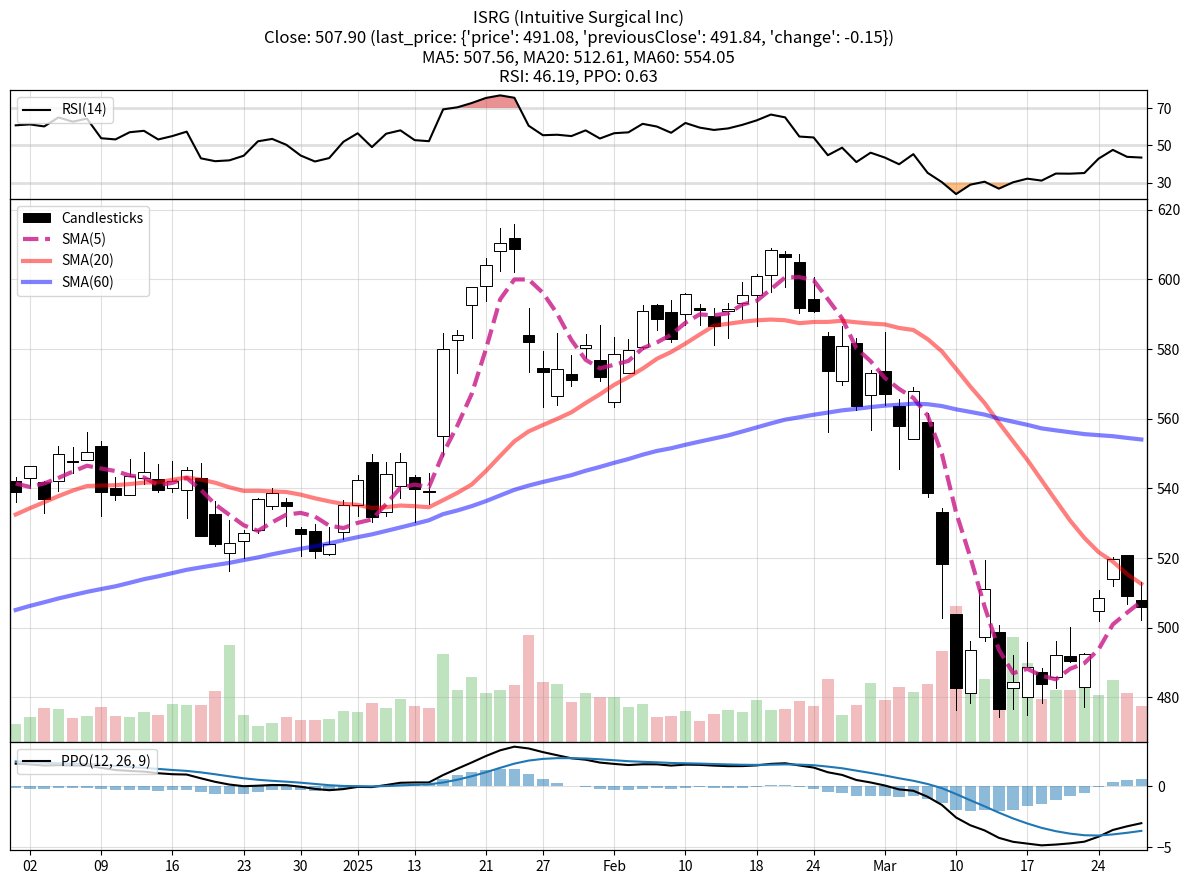 ISRG (Intuitive Surgical Inc)
Close: 507.90 (last_price: {'price': 491.08, 'previousClose': 491.84, 'change': -0.15})
MA5: 507.56, MA20: 512.61, MA60: 554.05
RSI: 46.19, PPO: 0.63
RSI(14)
70
50
30
Candlesticks
SMA(5)
SMA(20)
SMA(60)
620
600
580
560
540
520
500
480
PPO(12, 26, 9)
0
−5
02 09 16 23 30 2025 13 21 27 Feb 10 18 24 Mar 10 17 24